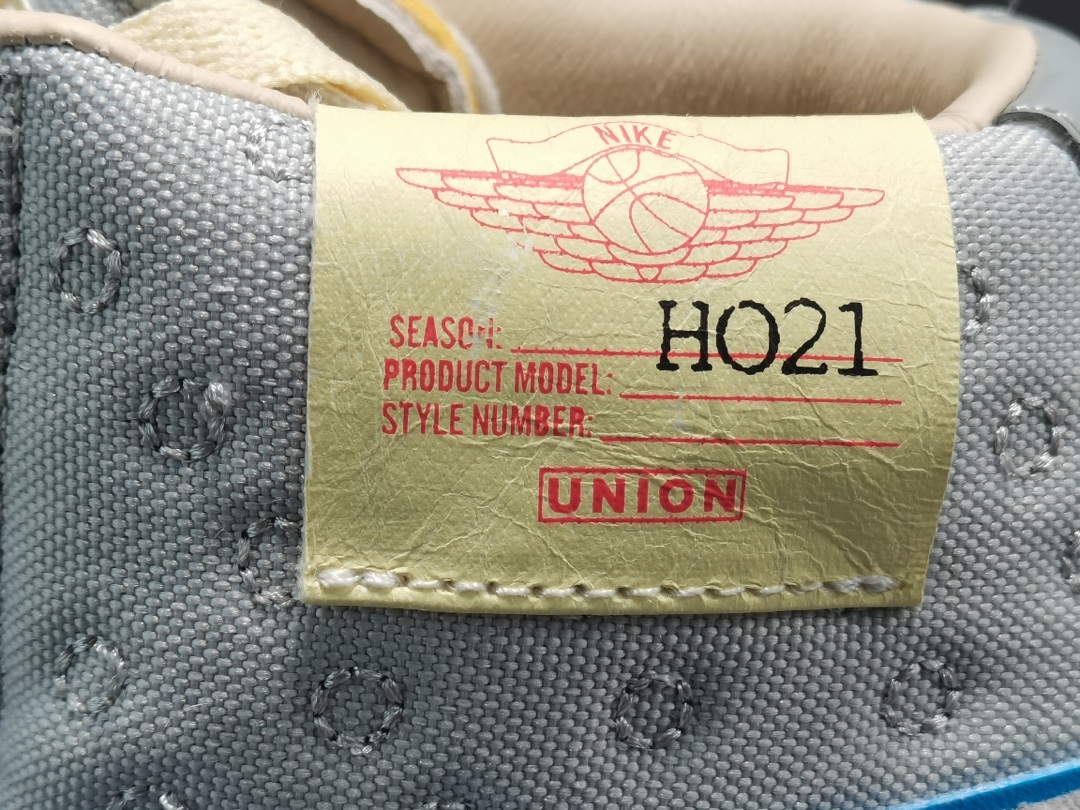 NIKE
SEASON: HO21
PRODUCT MODEL:
STYLE NUMBER:
UNION